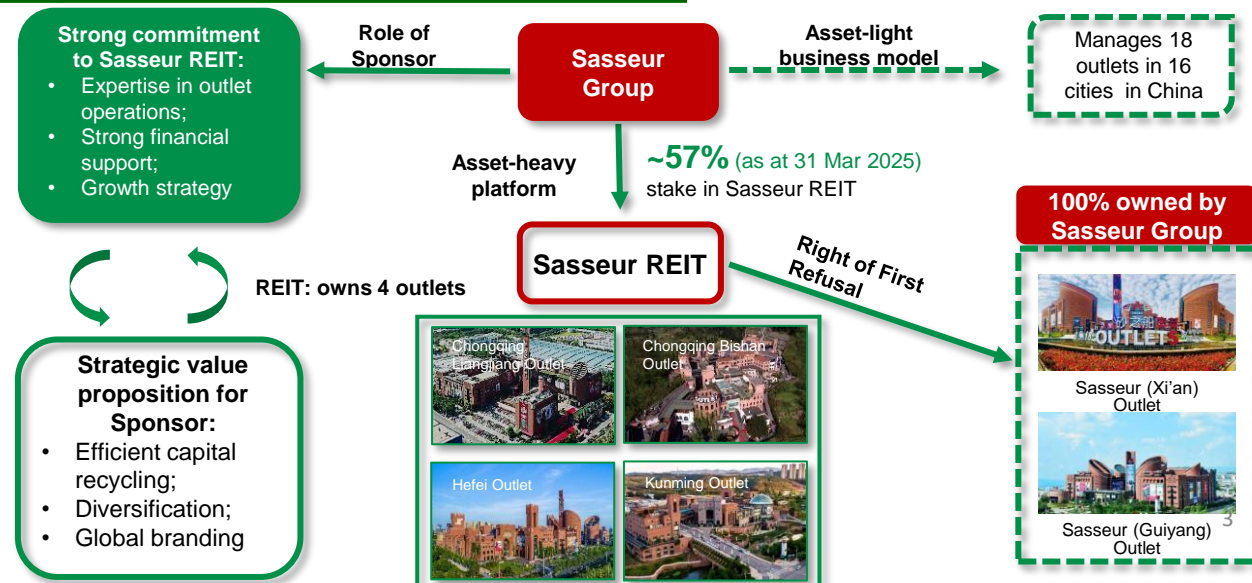 Strong commitment
to Sasseur REIT:
• Expertise in outlet
operations;
• Strong financial
support;
• Growth strategy
Role of
Sponsor
Sasseur
Group
Asset-light
business model
Manages 18
outlets in 16
cities in China
Asset-heavy
platform
~57% (as at 31 Mar 2025)
stake in Sasseur REIT
100% owned by
Sasseur Group
Sasseur REIT
Right of First
Refusal
REIT: owns 4 outlets
Strategic value
proposition for
Sponsor:
• Efficient capital
recycling;
• Diversification;
• Global branding
Chongqing
Liangjiang Outlet
Chongqing Bishan
Outlet
Hefei Outlet
Kunming Outlet
OUTLETS
Sasseur (Xi'an)
Outlet
Sasseur (Guiyang)
Outlet
3